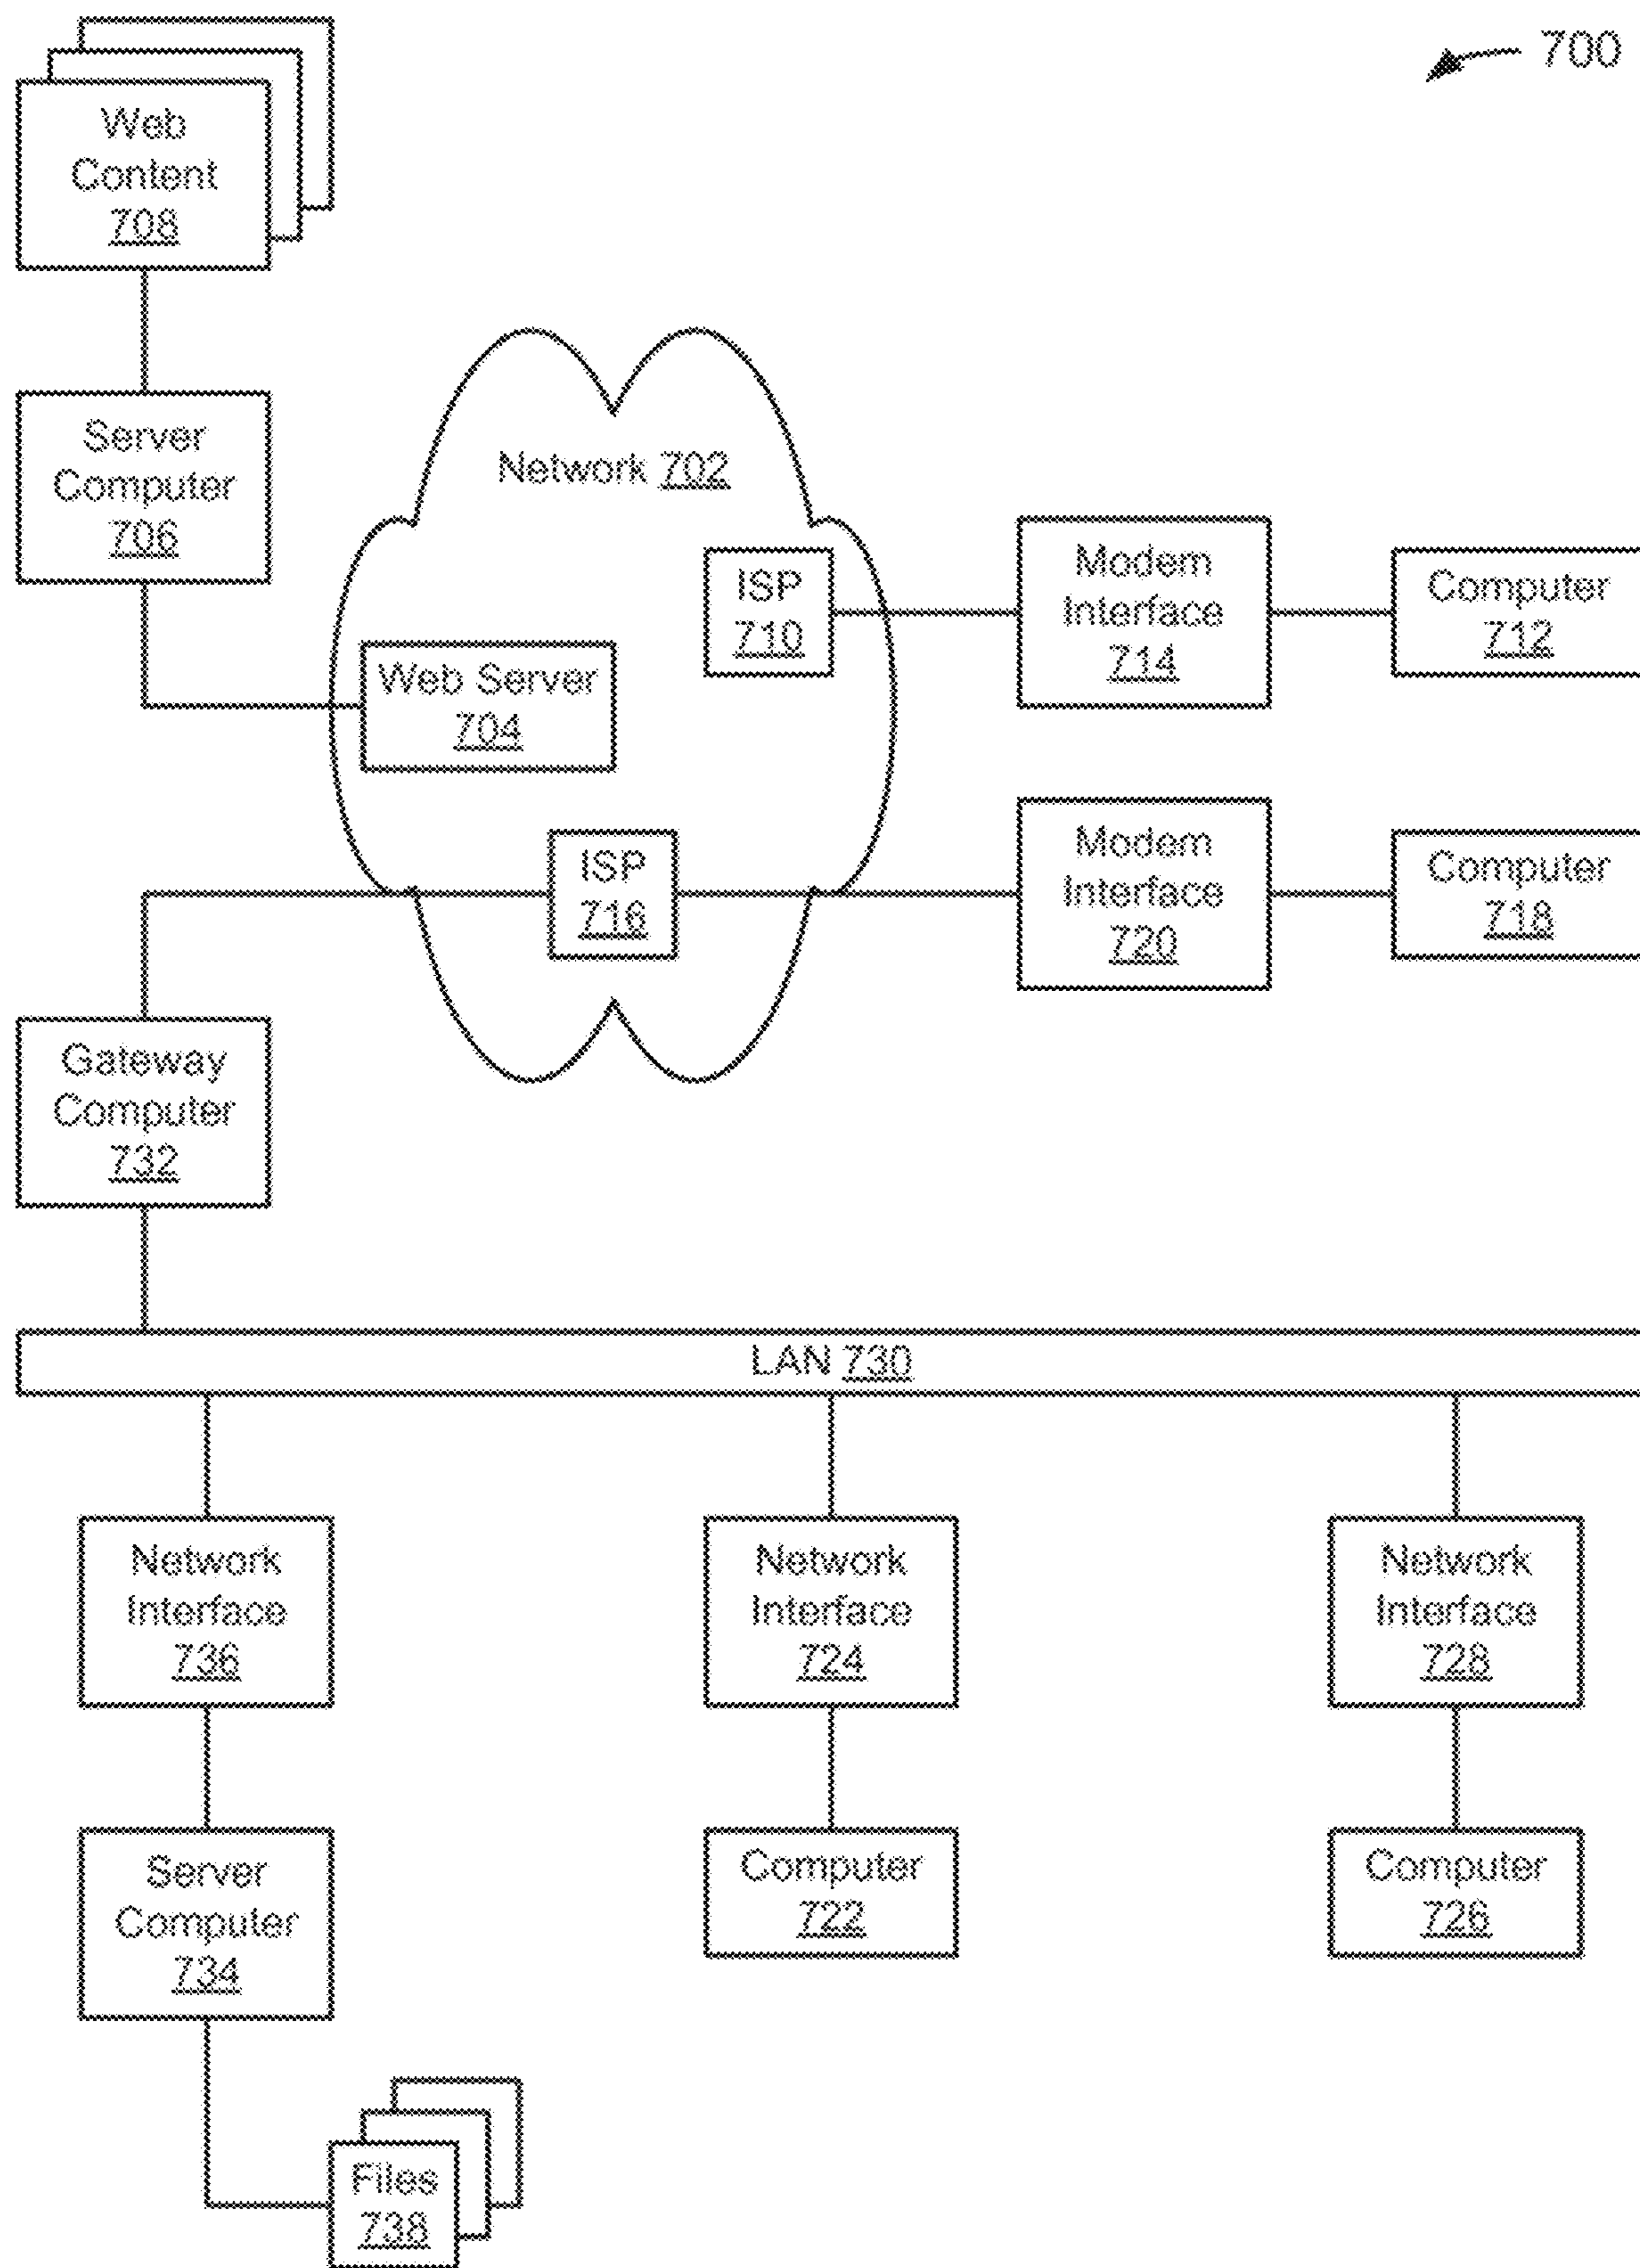 700
Web
Content
708
Server
Computer
706
Network 702
ISP
710
Modem
Interface
714
Computer
712
Web Server
704
ISP
716
Modem
Interface
720
Computer
718
Gateway
Computer
732
LAN 730
Network
Interface
736
Network
Interface
724
Network
Interface
728
Server
Computer
734
Computer
722
Computer
726
Files
738